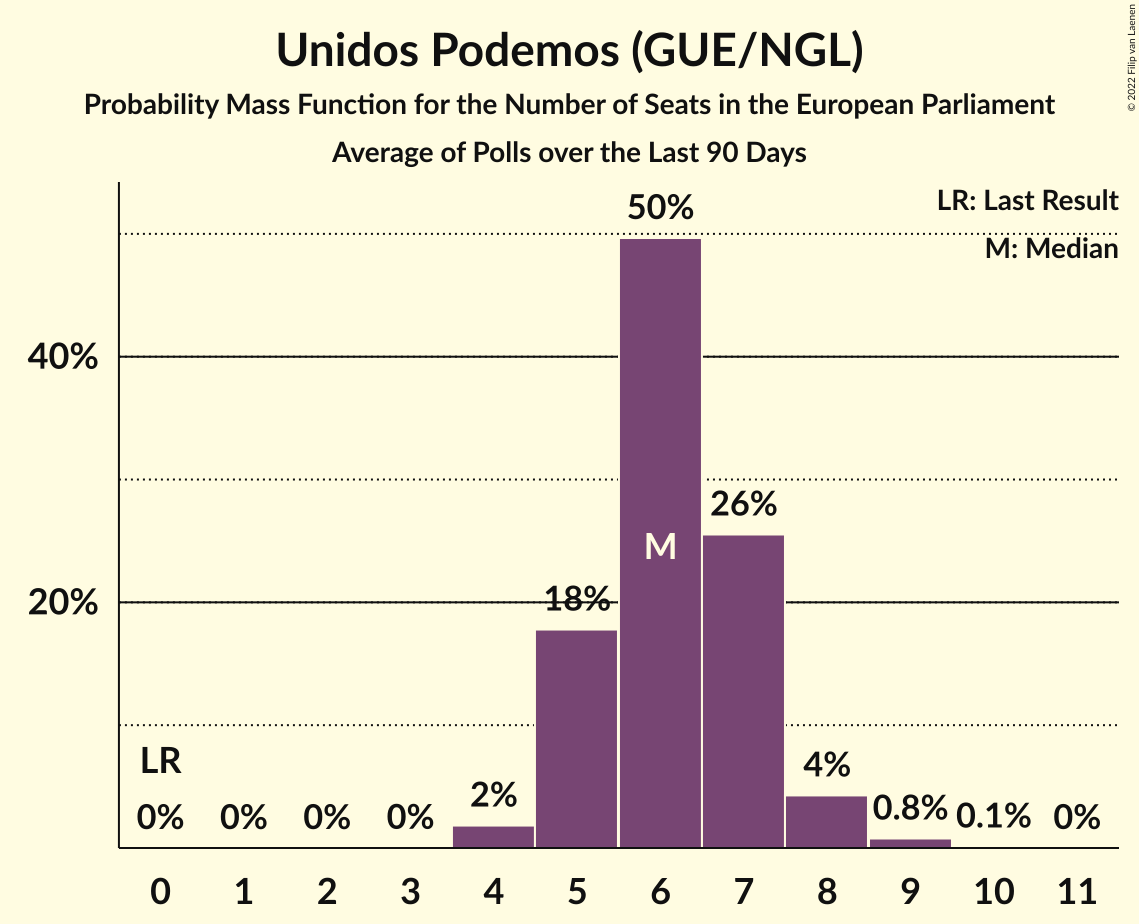 Unidos Podemos (GUE/NGL)
Probability Mass Function for the Number of Seats in the European Parliament
Average of Polls over the Last 90 Days
© 2022 Filip van Laenen
LR: Last Result
M: Median
50%
40%
26%
M
20%
18%
LR
4%
2%
0.8%
0% 0% 0% 0% 0.1% 0%
0 1 2 3 4 5 6 7 8 9 10 11